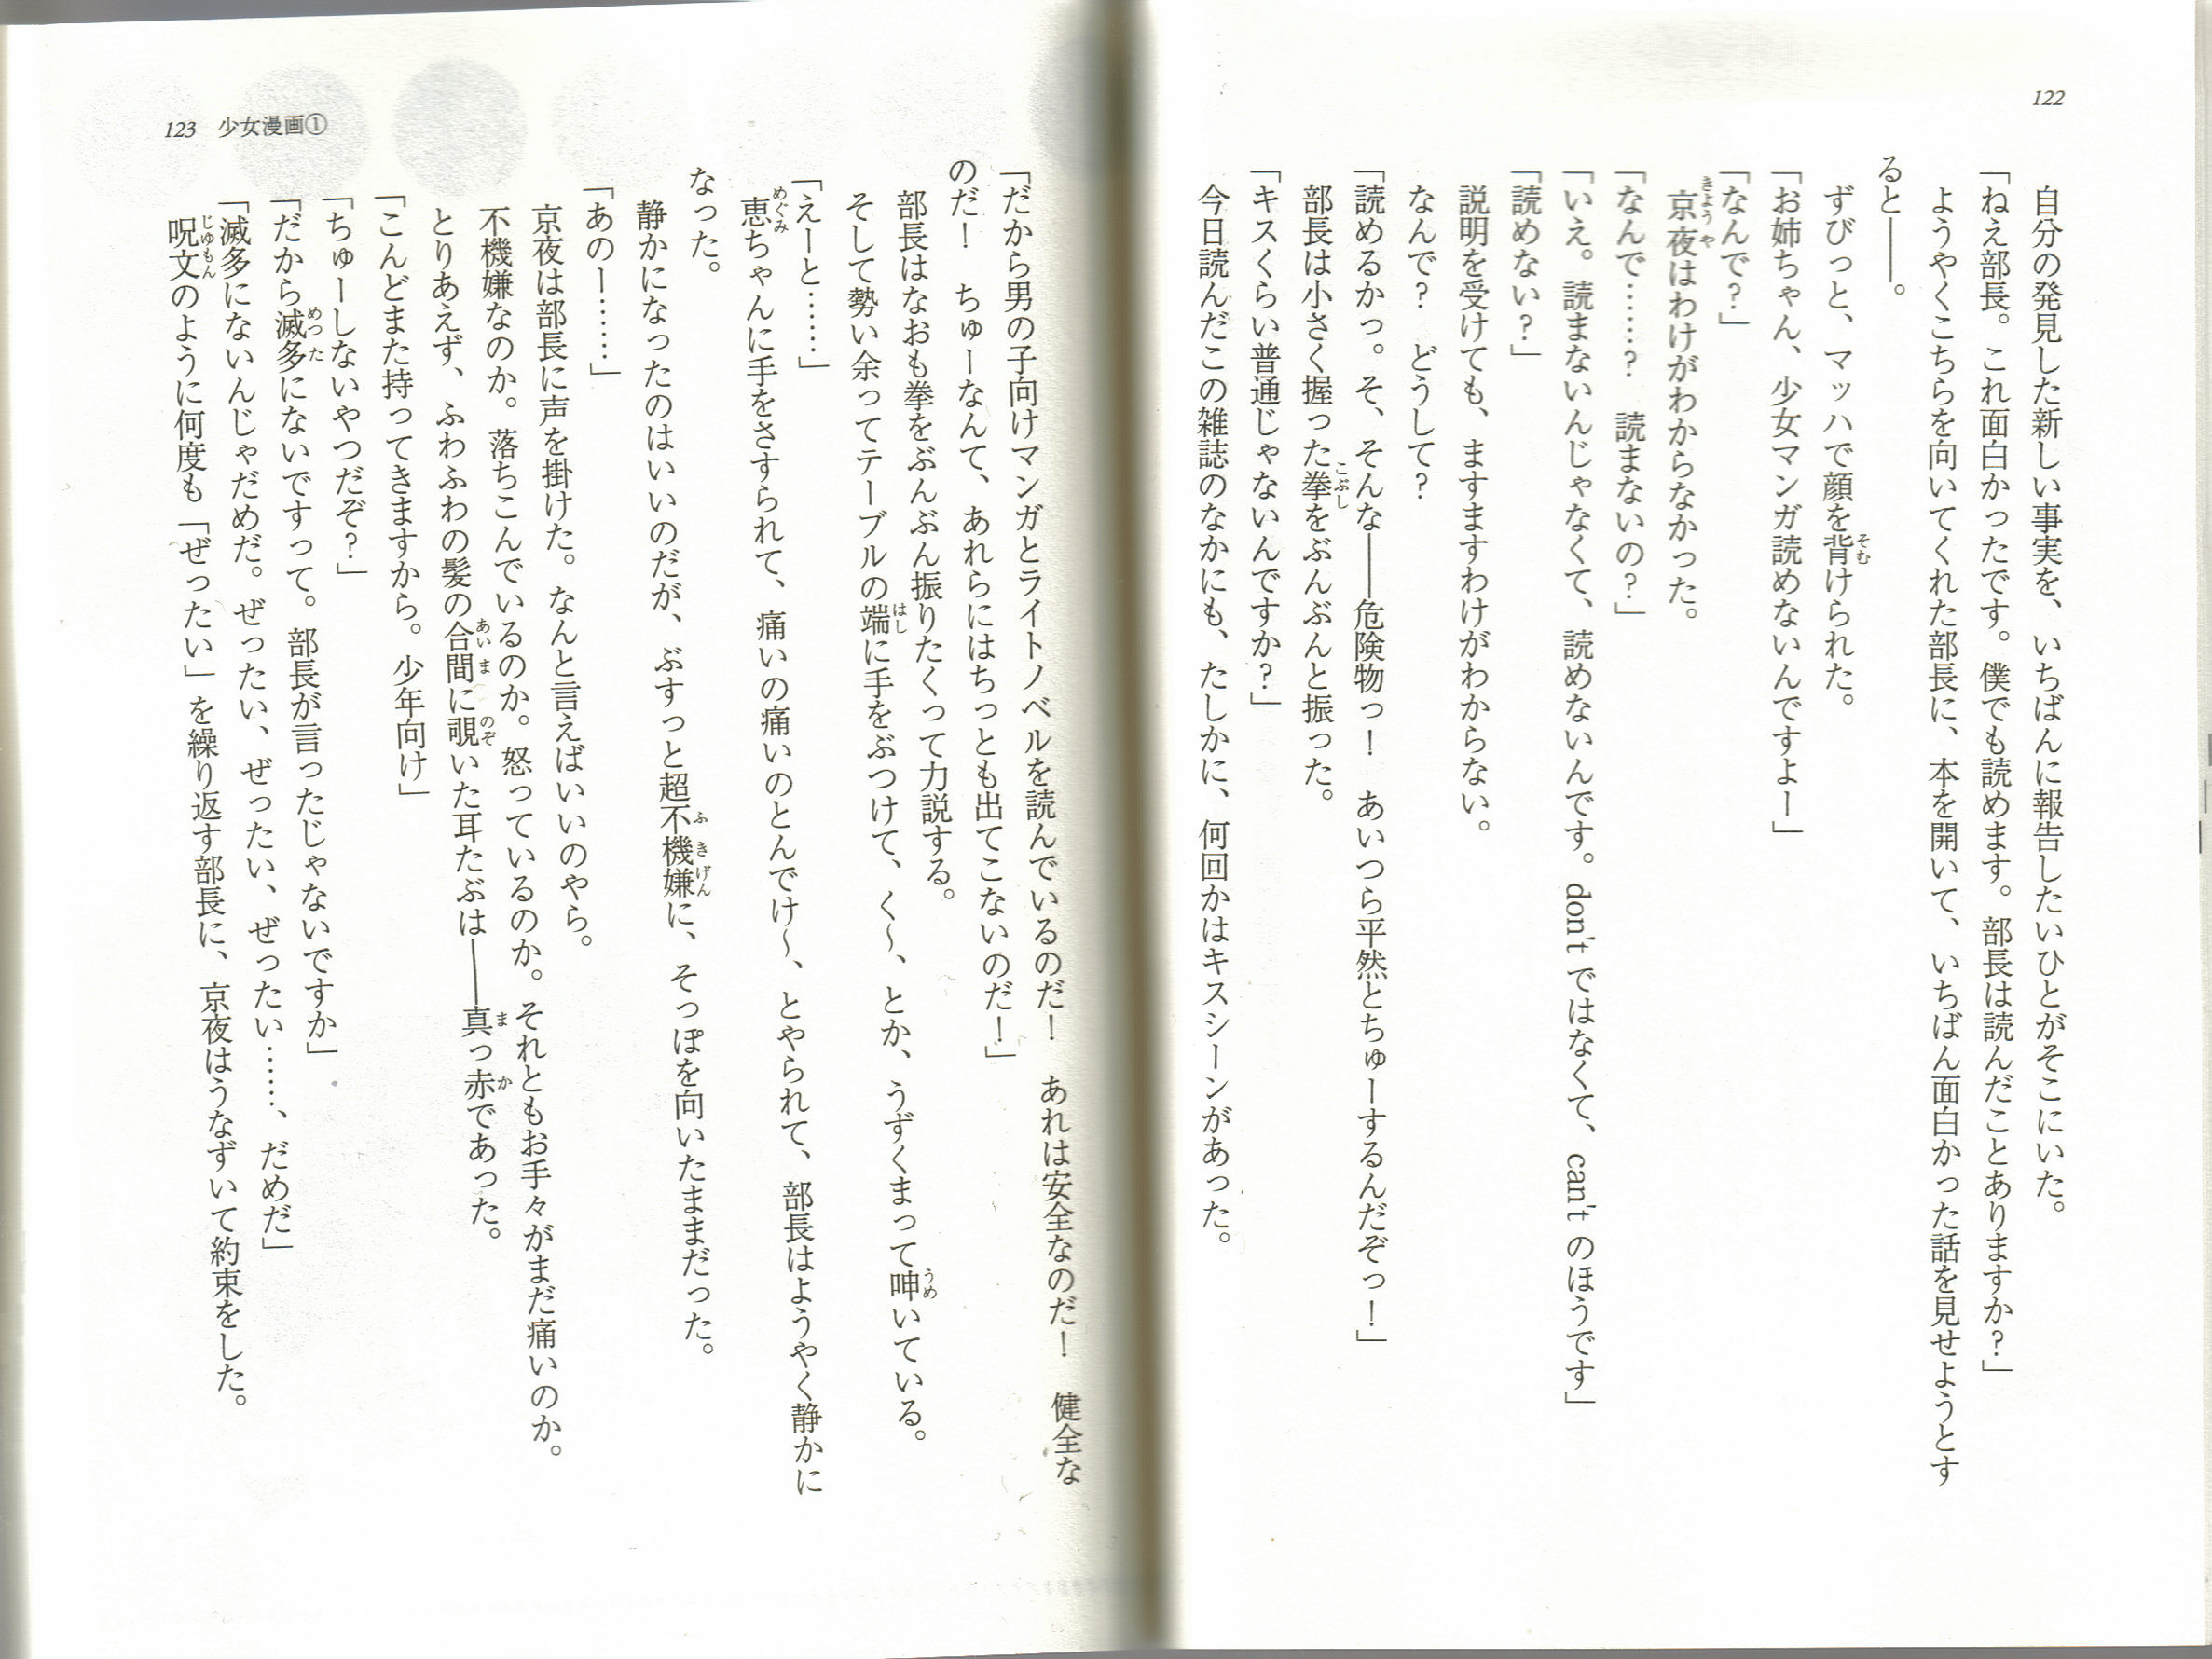 122
自分の発見した新しい事実を、いちばんに報告したいひとがそこにいた。
「ねえ部長。これ面白かったです。僕でも読めます。部長は読んだことありますか？」
ようやくこちらを向いてくれた部長に、本を開いて、いちばん面白かった話を見せようとす
ると――。
ずびっと、マッハで顔を背けられた。
「お姉ちゃん、少女マンガ読めないんですよー」
「なんで？」
京夜はわけがわからなかった。
「なんで……？　読まないの？」
「いえ。読まないんじゃなくて、読めないんです。don'tではなくて、can'tのほうです」
「読めない？」
説明を受けても、ますますわけがわからない。
なんで？　どうして？
「読めるかっ。そ、そんな――危険物っ！　あいつら平然とちゅーするんだぞっ！」
部長は小さく握った拳をぶんぶんと振った。
「キスくらい普通じゃないんですか？」
今日読んだこの雑誌のなかにも、たしかに、何回かはキスシーンがあった。
123　少女漫画①
「だから男の子向けマンガとライトノベルを読んでいるのだ！　あれは安全なのだ！　健全な
のだ！　ちゅーなんて、あれらにはちっとも出てこないのだ！」
部長はなおも拳をぶんぶん振りたくって力説する。
そして勢い余ってテーブルの端に手をぶつけて、く～、とか、うずくまって呻いている。
「えーと……」
恵ちゃんに手をさすられて、痛いの痛いのとんでけ～、とやられて、部長はようやく静かに
なった。
静かになったのはいいのだが、ぶすっと超不機嫌に、そっぽを向いたままだった。
「あのー……」
京夜は部長に声を掛けた。なんと言えばいいのやら。
不機嫌なのか。落ちこんでいるのか。怒っているのか。それともお手々がまだ痛いのか。
とりあえず、ふわふわの髪の合間に覗いた耳たぶは――真っ赤であった。
「こんどまた持ってきますから。少年向け」
「ちゅーしないやつだぞ？」
「だから滅多にないですって。部長が言ったじゃないですか」
「滅多にないんじゃだめだ。ぜったい、ぜったい、ぜったい……、だめだ」
呪文のように何度も「ぜったい」を繰り返す部長に、京夜はうなずいて約束をした。